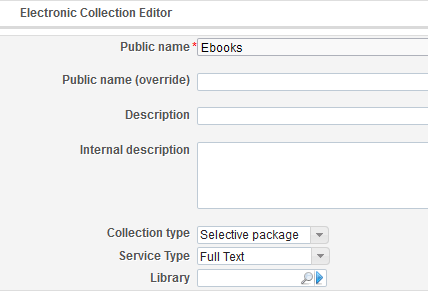 Electronic Collection Editor
Public name * Ebooks
Public name (override)
Description
Internal description
Collection type Selective package
Service Type Full Text
Library